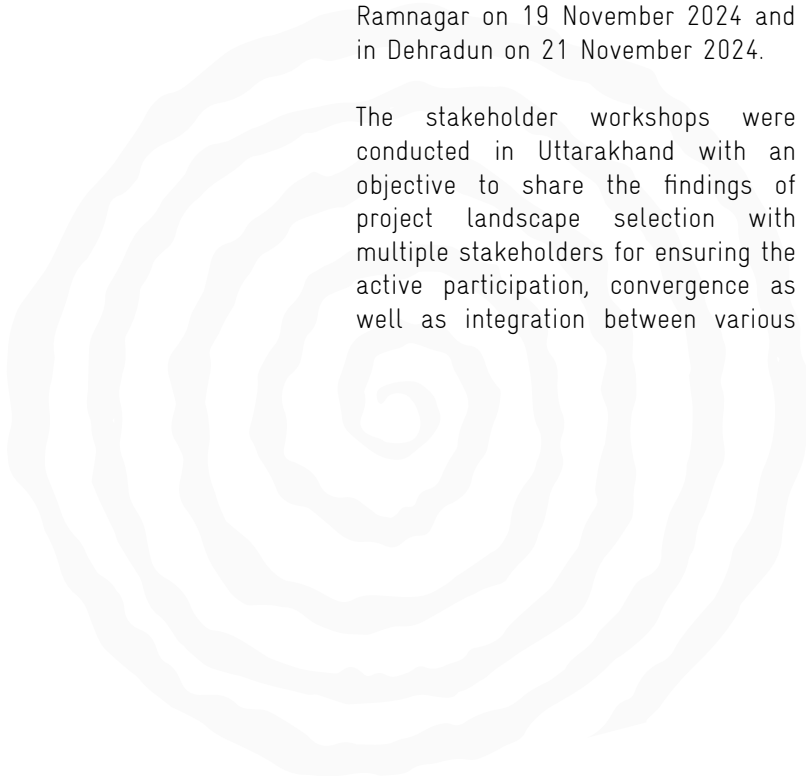 Ramnagar on 19 November 2024 and
in Dehradun on 21 November 2024.
The stakeholder workshops were
conducted in Uttarakhand with an
objective to share the findings of
project landscape selection with
multiple stakeholders for ensuring the
active participation, convergence as
well as integration between various